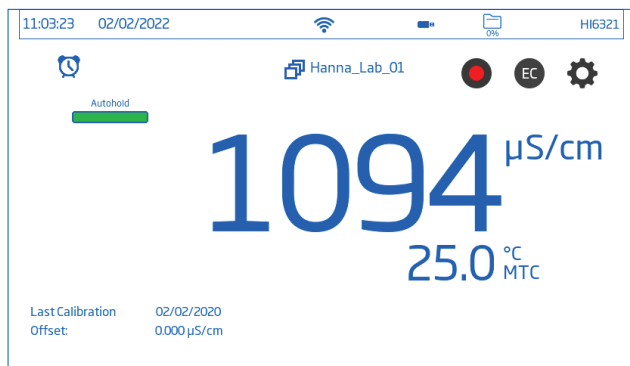 11:03:23 02/02/2022 0% HI6321
Hanna_Lab_01 EC
Autohold
1094 µS/cm
25.0 °C
MTC
Last Calibration 02/02/2020
Offset: 0.000 µS/cm